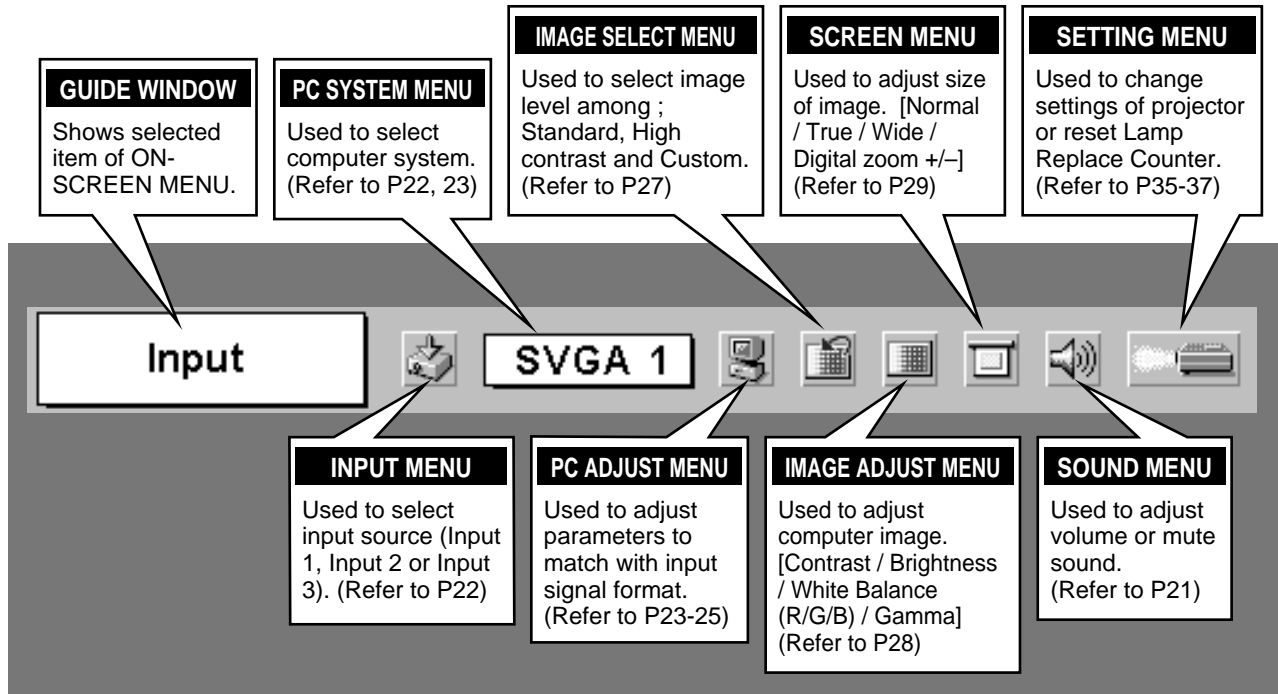 GUIDE WINDOW
Shows selected
item of ON-
SCREEN MENU.
PC SYSTEM MENU
Used to select
computer system.
(Refer to P22, 23)
IMAGE SELECT MENU
Used to select image
level among ;
Standard, High
contrast and Custom.
(Refer to P27)
SCREEN MENU
Used to adjust size
of image. [Normal
/ True / Wide /
Digital zoom +/–]
(Refer to P29)
SETTING MENU
Used to change
settings of projector
or reset Lamp
Replace Counter.
(Refer to P35-37)
Input
SVGA 1
INPUT MENU
Used to select
input source (Input
1, Input 2 or Input
3). (Refer to P22)
PC ADJUST MENU
Used to adjust
parameters to
match with input
signal format.
(Refer to P23-25)
IMAGE ADJUST MENU
Used to adjust
computer image.
[Contrast / Brightness
/ White Balance
(R/G/B) / Gamma]
(Refer to P28)
SOUND MENU
Used to adjust
volume or mute
sound.
(Refer to P21)